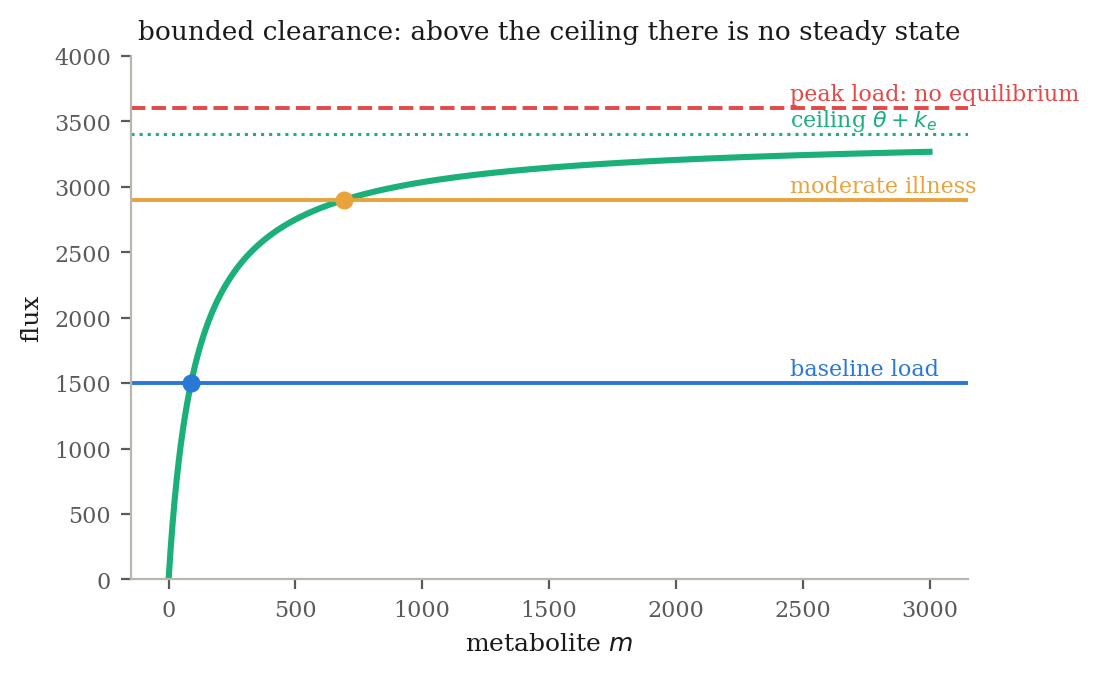 bounded clearance: above the ceiling there is no steady state
4000
3500
3000
2500
2000
1500
1000
500
0
flux
peak load: no equilibrium
ceiling θ + kₑ
moderate illness
baseline load
0 500 1000 1500 2000 2500 3000
metabolite m